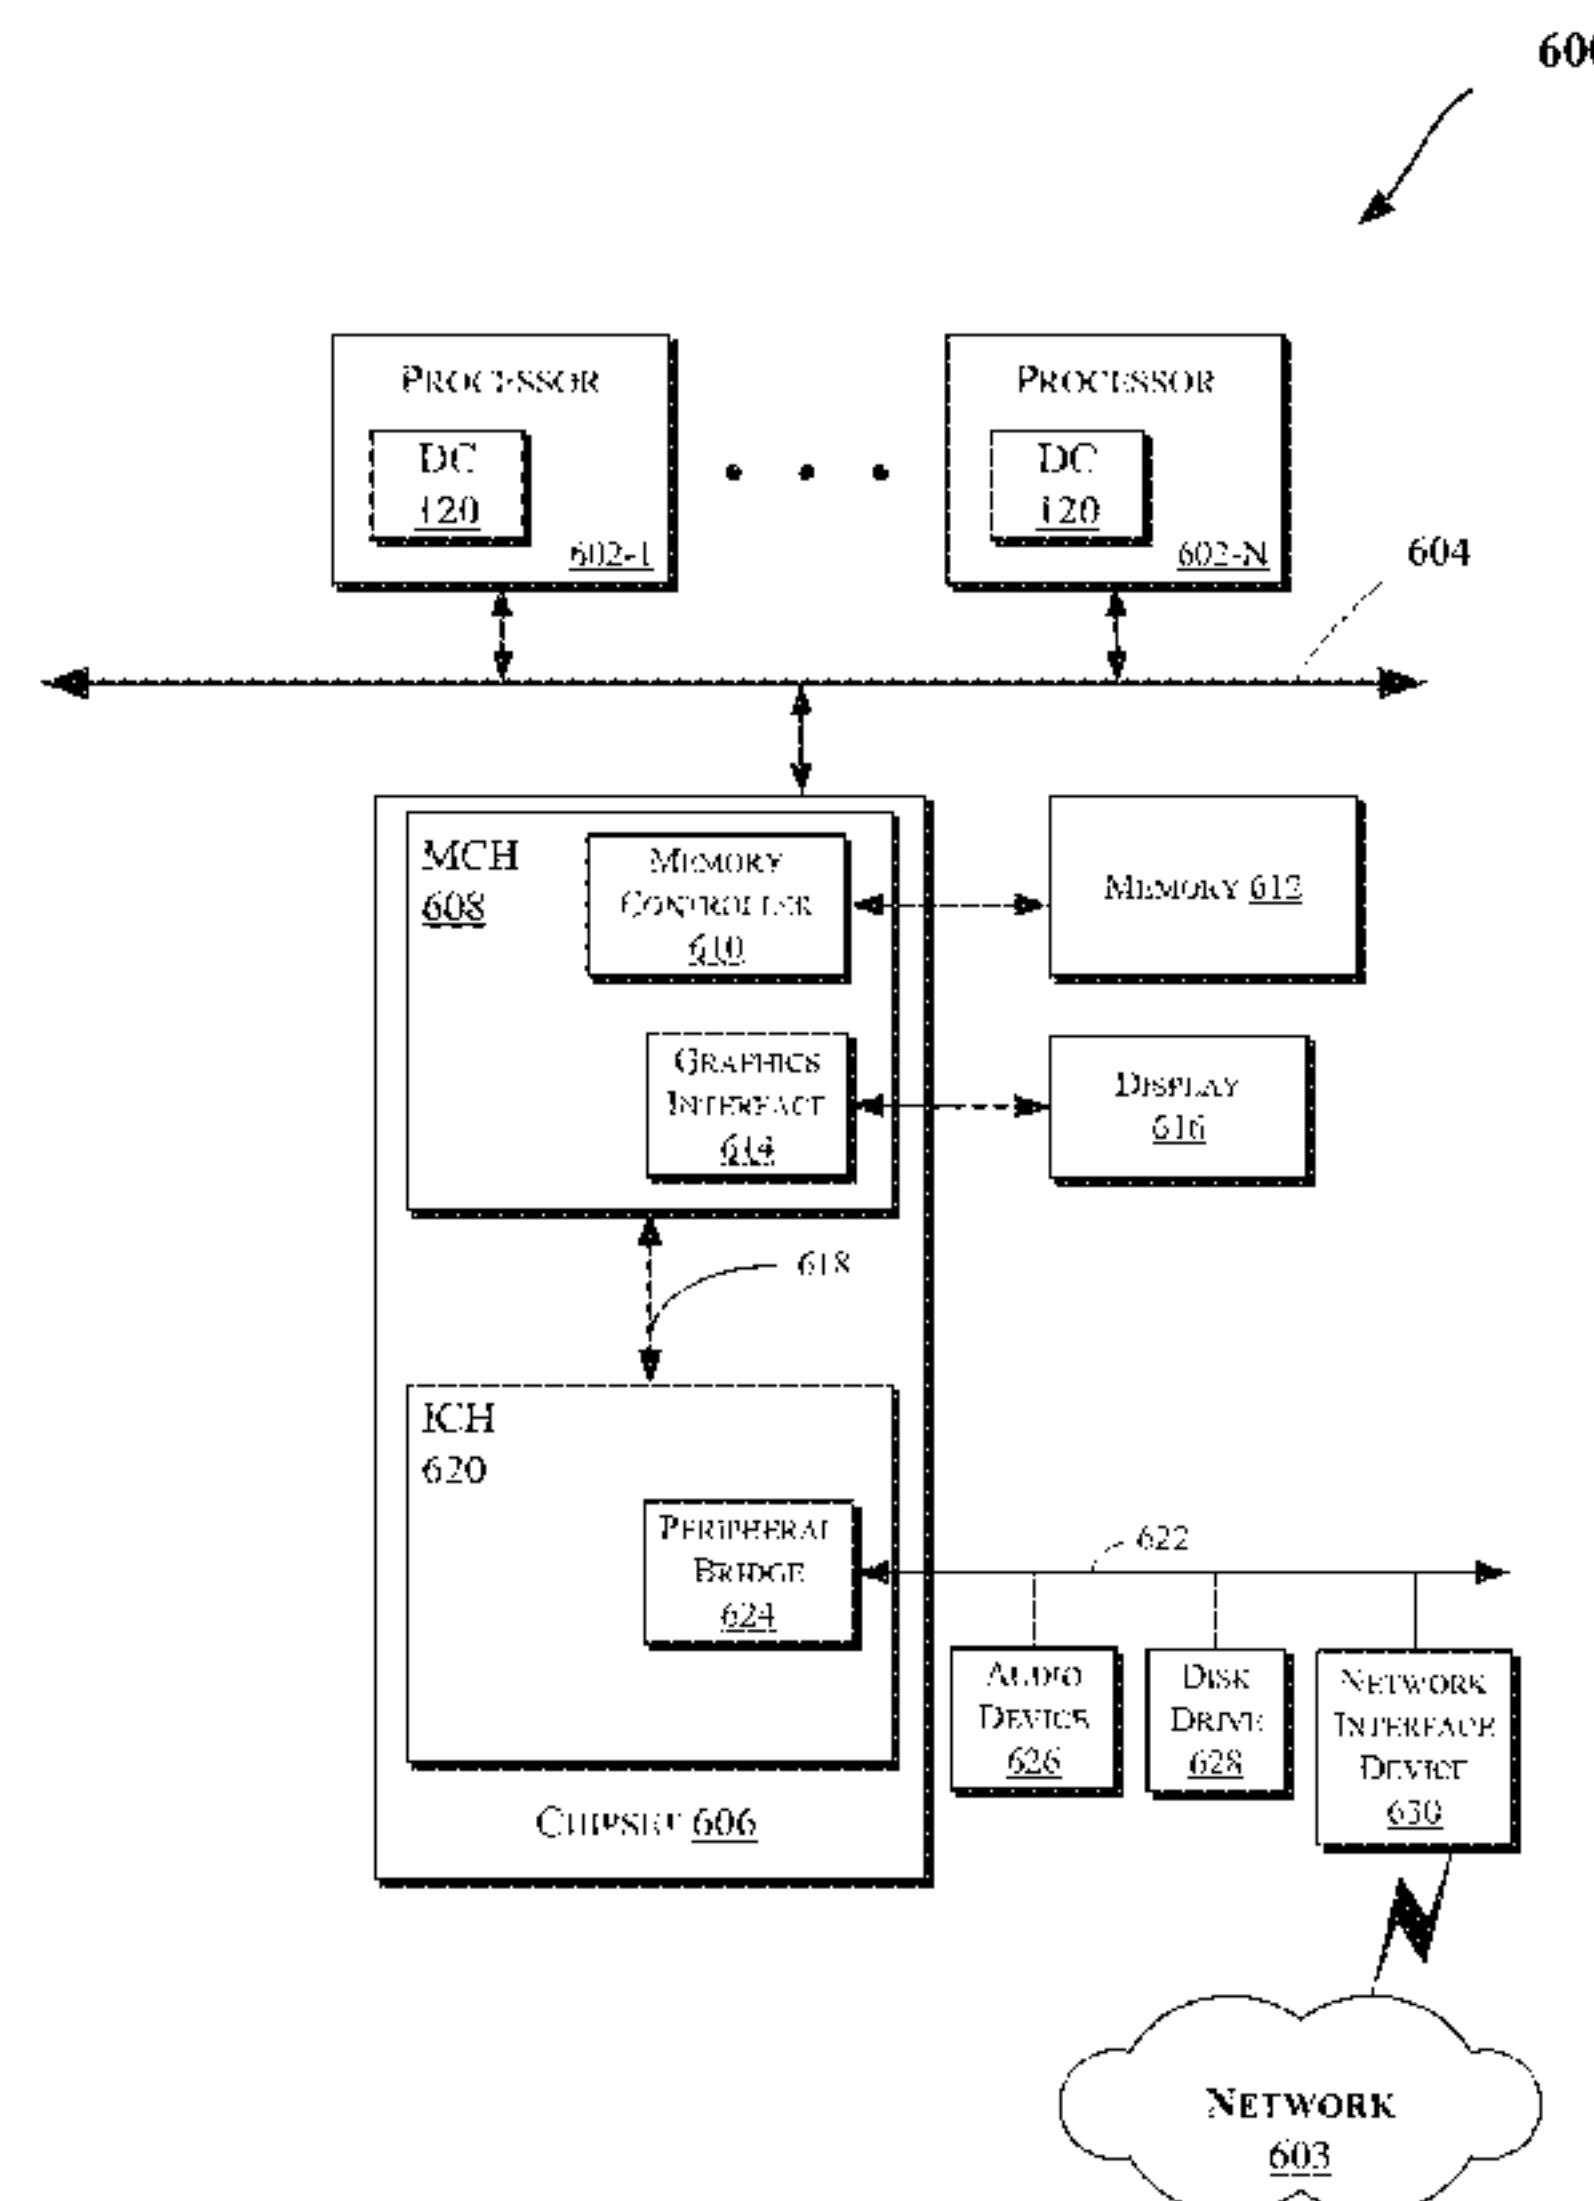 600
PROCESSOR
DC
120
602-1
PROCESSOR
DC
120
602-N
604
MCH
608
MEMORY
CONTROLLER
610
MEMORY 612
GRAPHICS
INTERFACE
614
DISPLAY
616
618
ICH
620
PERIPHERAL
BRIDGE
624
622
AUDIO
DEVICE
626
DISK
DRIVE
628
NETWORK
INTERFACE
DEVICE
630
CHIPSET 606
NETWORK
603